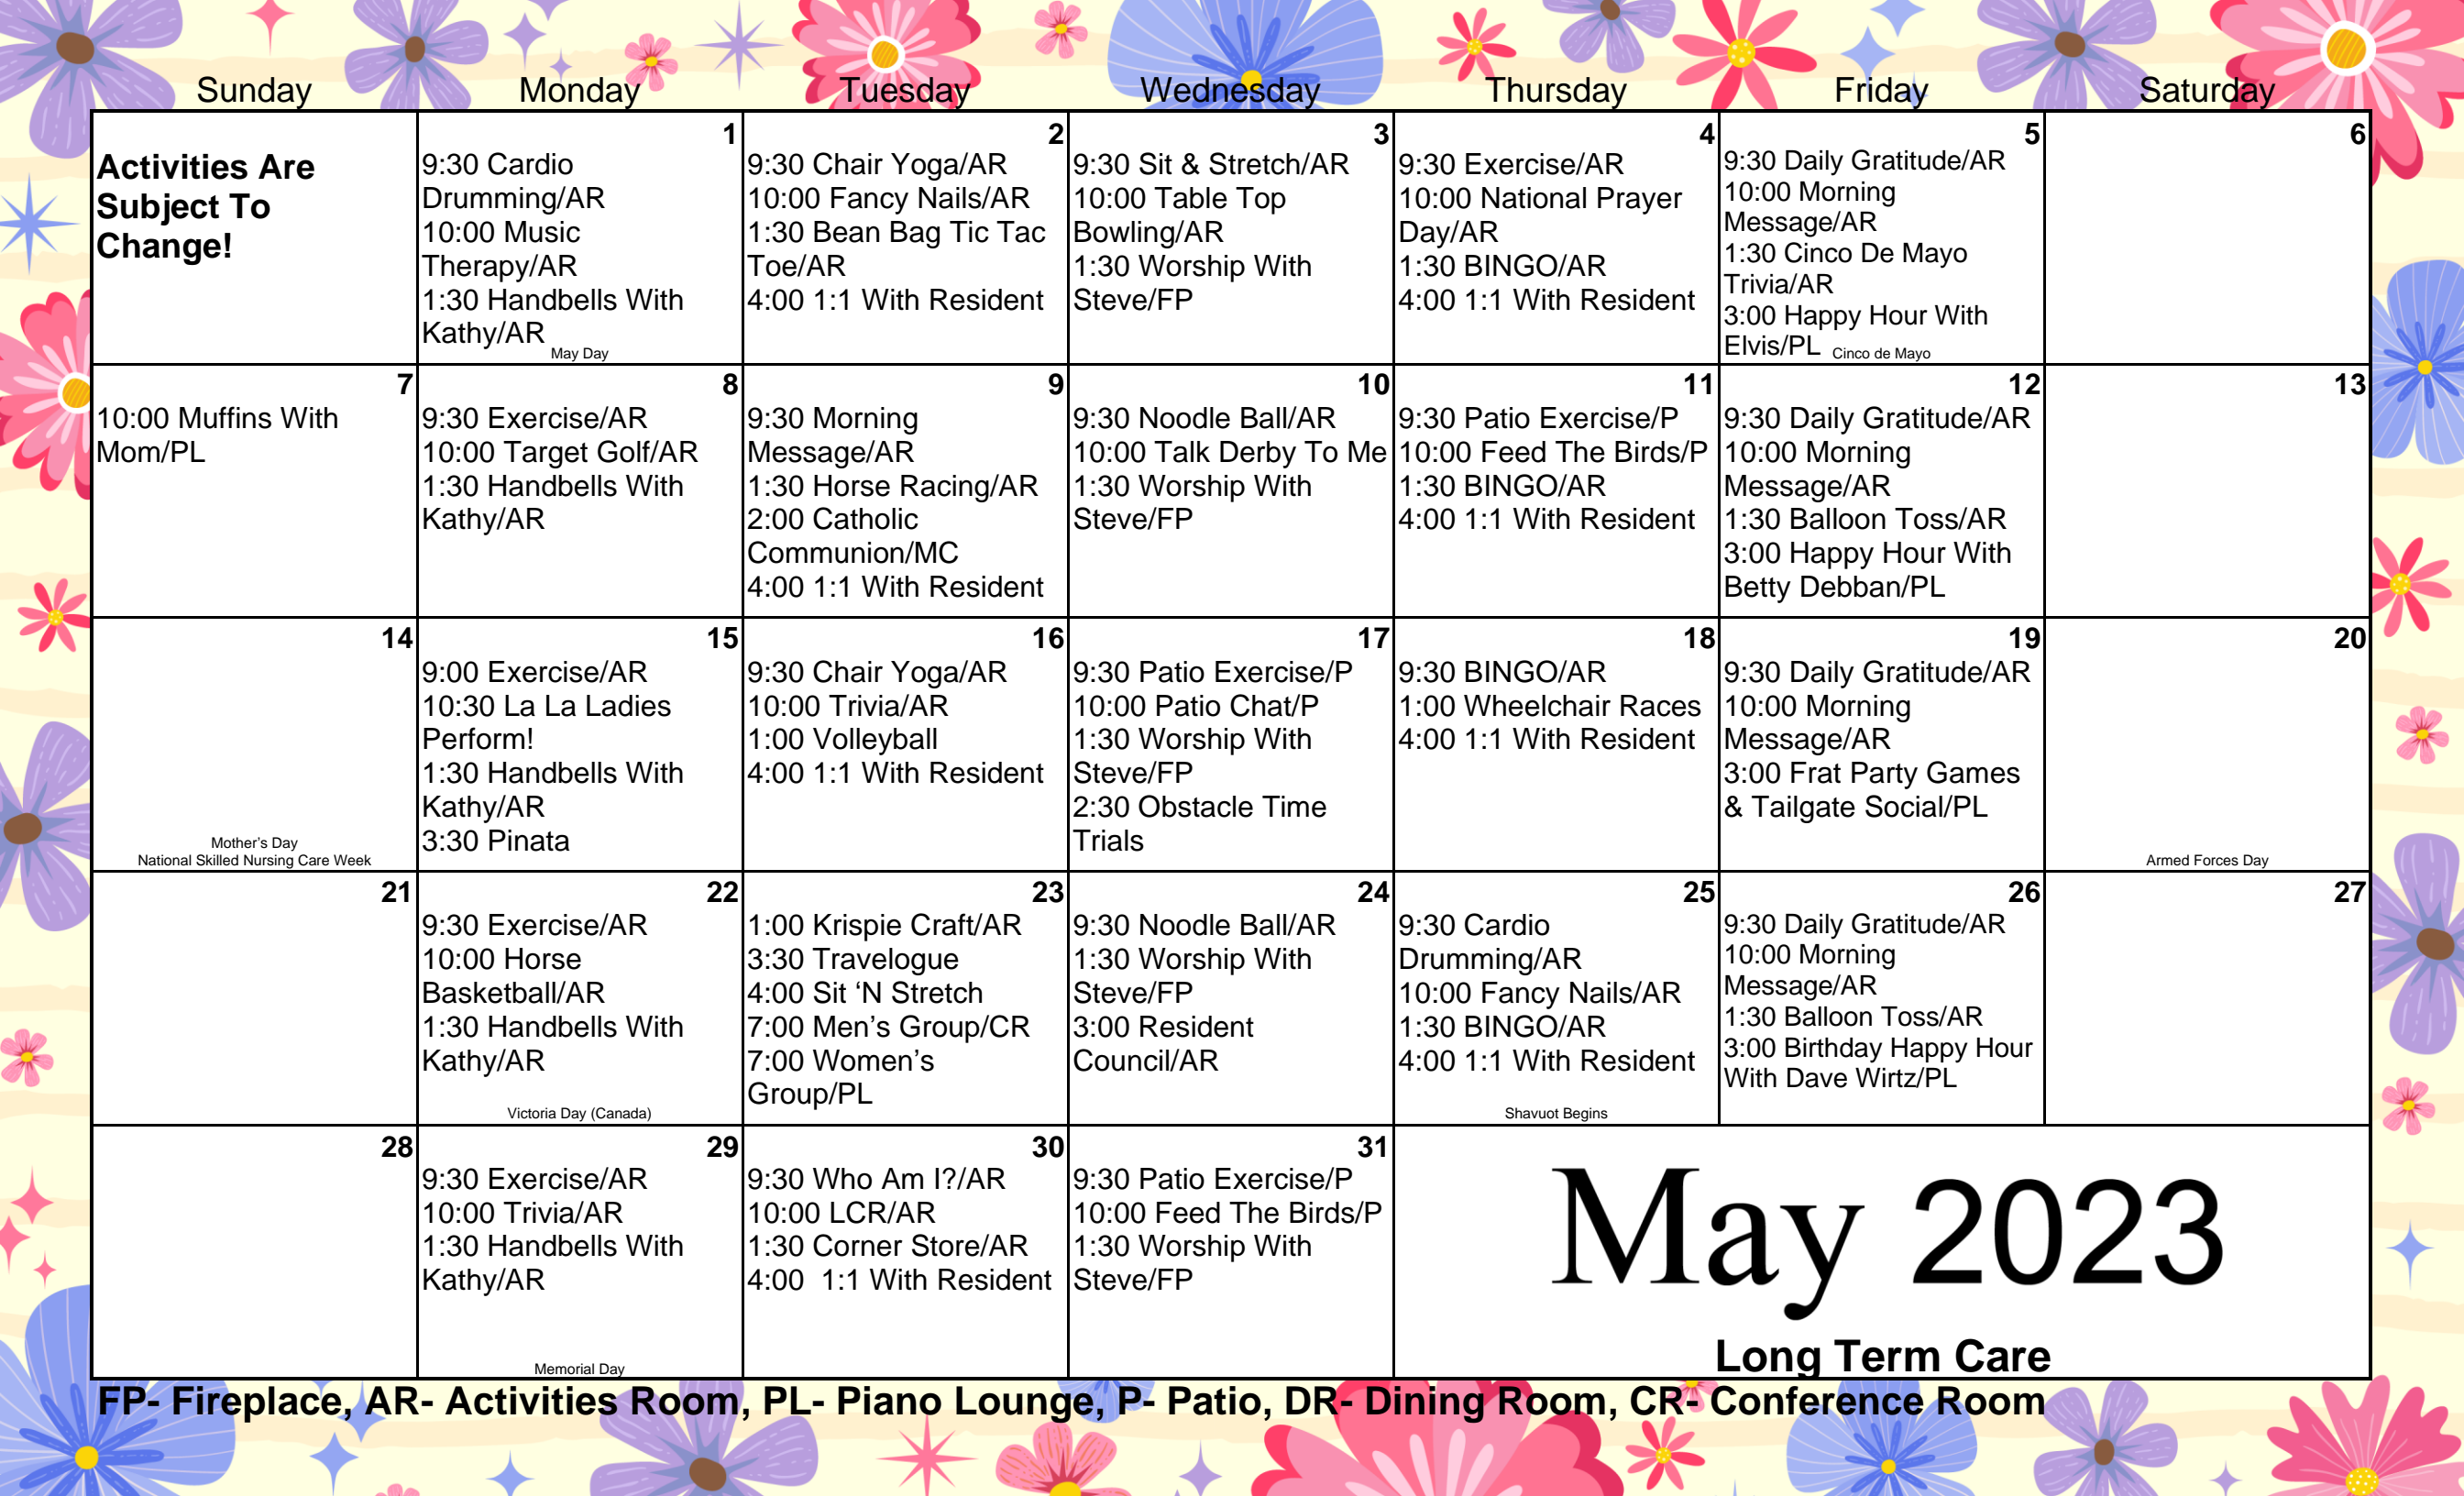 Sunday Monday Tuesday Wednesday Thursday Friday Saturday
Activities Are
Subject To
Change!
1
9:30 Cardio
Drumming/AR
10:00 Music
Therapy/AR
1:30 Handbells With
Kathy/AR
May Day
2
9:30 Chair Yoga/AR
10:00 Fancy Nails/AR
1:30 Bean Bag Tic Tac
Toe/AR
4:00 1:1 With Resident
3
9:30 Sit & Stretch/AR
10:00 Table Top
Bowling/AR
1:30 Worship With
Steve/FP
4
9:30 Exercise/AR
10:00 National Prayer
Day/AR
1:30 BINGO/AR
4:00 1:1 With Resident
5
9:30 Daily Gratitude/AR
10:00 Morning
Message/AR
1:30 Cinco De Mayo
Trivia/AR
3:00 Happy Hour With
Elvis/PL Cinco de Mayo
6
7
10:00 Muffins With
Mom/PL
8
9:30 Exercise/AR
10:00 Target Golf/AR
1:30 Handbells With
Kathy/AR
9
9:30 Morning
Message/AR
1:30 Horse Racing/AR
2:00 Catholic
Communion/MC
4:00 1:1 With Resident
10
9:30 Noodle Ball/AR
10:00 Talk Derby To Me
1:30 Worship With
Steve/FP
11
9:30 Patio Exercise/P
10:00 Feed The Birds/P
1:30 BINGO/AR
4:00 1:1 With Resident
12
9:30 Daily Gratitude/AR
10:00 Morning
Message/AR
1:30 Balloon Toss/AR
3:00 Happy Hour With
Betty Debban/PL
13
14
Mother's Day
National Skilled Nursing Care Week
15
9:00 Exercise/AR
10:30 La La Ladies
Perform!
1:30 Handbells With
Kathy/AR
3:30 Pinata
16
9:30 Chair Yoga/AR
10:00 Trivia/AR
1:00 Volleyball
4:00 1:1 With Resident
17
9:30 Patio Exercise/P
10:00 Patio Chat/P
1:30 Worship With
Steve/FP
2:30 Obstacle Time
Trials
18
9:30 BINGO/AR
1:00 Wheelchair Races
4:00 1:1 With Resident
19
9:30 Daily Gratitude/AR
10:00 Morning
Message/AR
3:00 Frat Party Games
& Tailgate Social/PL
20
Armed Forces Day
21
22
9:30 Exercise/AR
10:00 Horse
Basketball/AR
1:30 Handbells With
Kathy/AR
Victoria Day (Canada)
23
1:00 Krispie Craft/AR
3:30 Travelogue
4:00 Sit ‘N Stretch
7:00 Men’s Group/CR
7:00 Women’s
Group/PL
24
9:30 Noodle Ball/AR
1:30 Worship With
Steve/FP
3:00 Resident
Council/AR
25
9:30 Cardio
Drumming/AR
10:00 Fancy Nails/AR
1:30 BINGO/AR
4:00 1:1 With Resident
Shavuot Begins
26
9:30 Daily Gratitude/AR
10:00 Morning
Message/AR
1:30 Balloon Toss/AR
3:00 Birthday Happy Hour
With Dave Wirtz/PL
27
28
29
9:30 Exercise/AR
10:00 Trivia/AR
1:30 Handbells With
Kathy/AR
Memorial Day
30
9:30 Who Am I?/AR
10:00 LCR/AR
1:30 Corner Store/AR
4:00 1:1 With Resident
31
9:30 Patio Exercise/P
10:00 Feed The Birds/P
1:30 Worship With
Steve/FP
May 2023
Long Term Care
FP- Fireplace, AR- Activities Room, PL- Piano Lounge, P- Patio, DR- Dining Room, CR- Conference Room